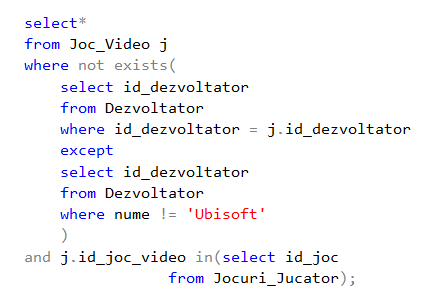 select*
from Joc_Video j
where not exists(
    select id_dezvoltator
    from Dezvoltator
    where id_dezvoltator = j.id_dezvoltator
    except
    select id_dezvoltator
    from Dezvoltator
    where nume != 'Ubisoft'
    )
and j.id_joc_video in(select id_joc
                from Jocuri_Jucator);